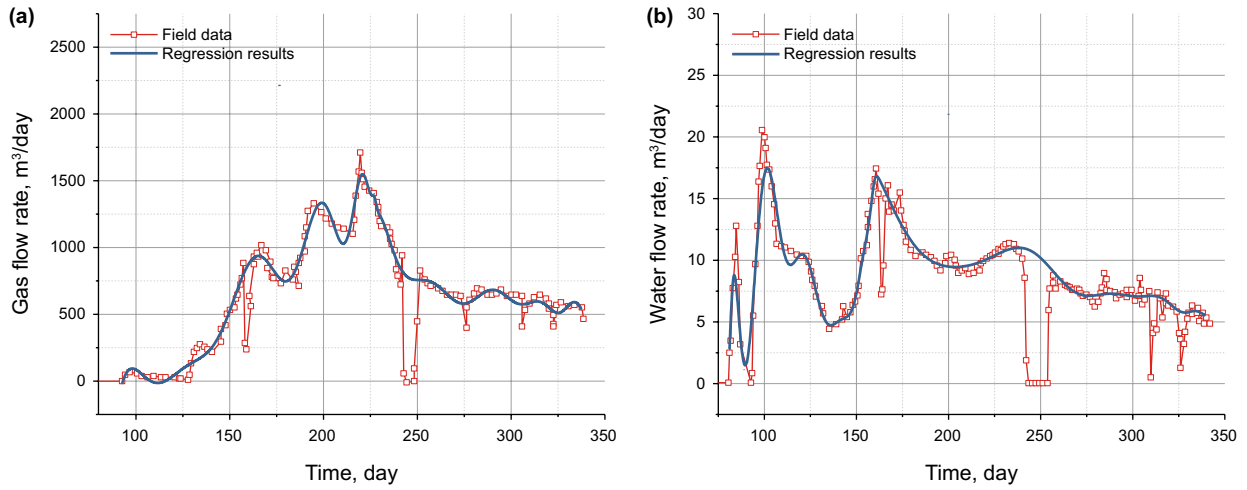 (a)
Field data
Regression results
2500
2000
1500
1000
500
0
Gas flow rate, m³/day
100 150 200 250 300 350
Time, day
(b)
Field data
Regression results
30
25
20
15
10
5
0
Water flow rate, m³/day
100 150 200 250 300 350
Time, day